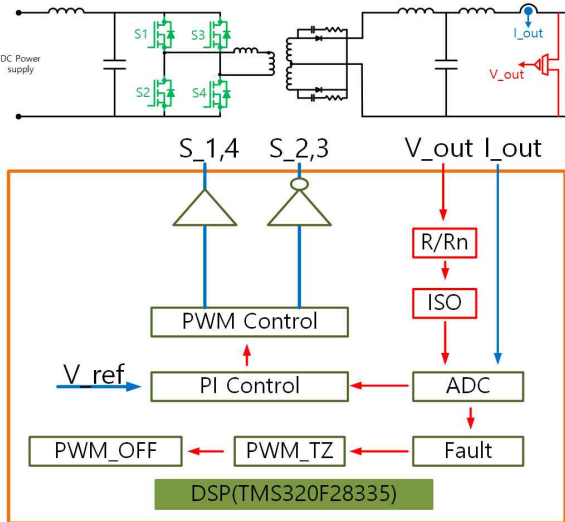 S1
S3
DC Power
supply
S2
S4
I_out
V_out
S_1,4
S_2,3
V_out
I_out
R/Rn
ISO
PWM Control
V_ref
PI Control
ADC
PWM_OFF
PWM_TZ
Fault
DSP(TMS320F28335)